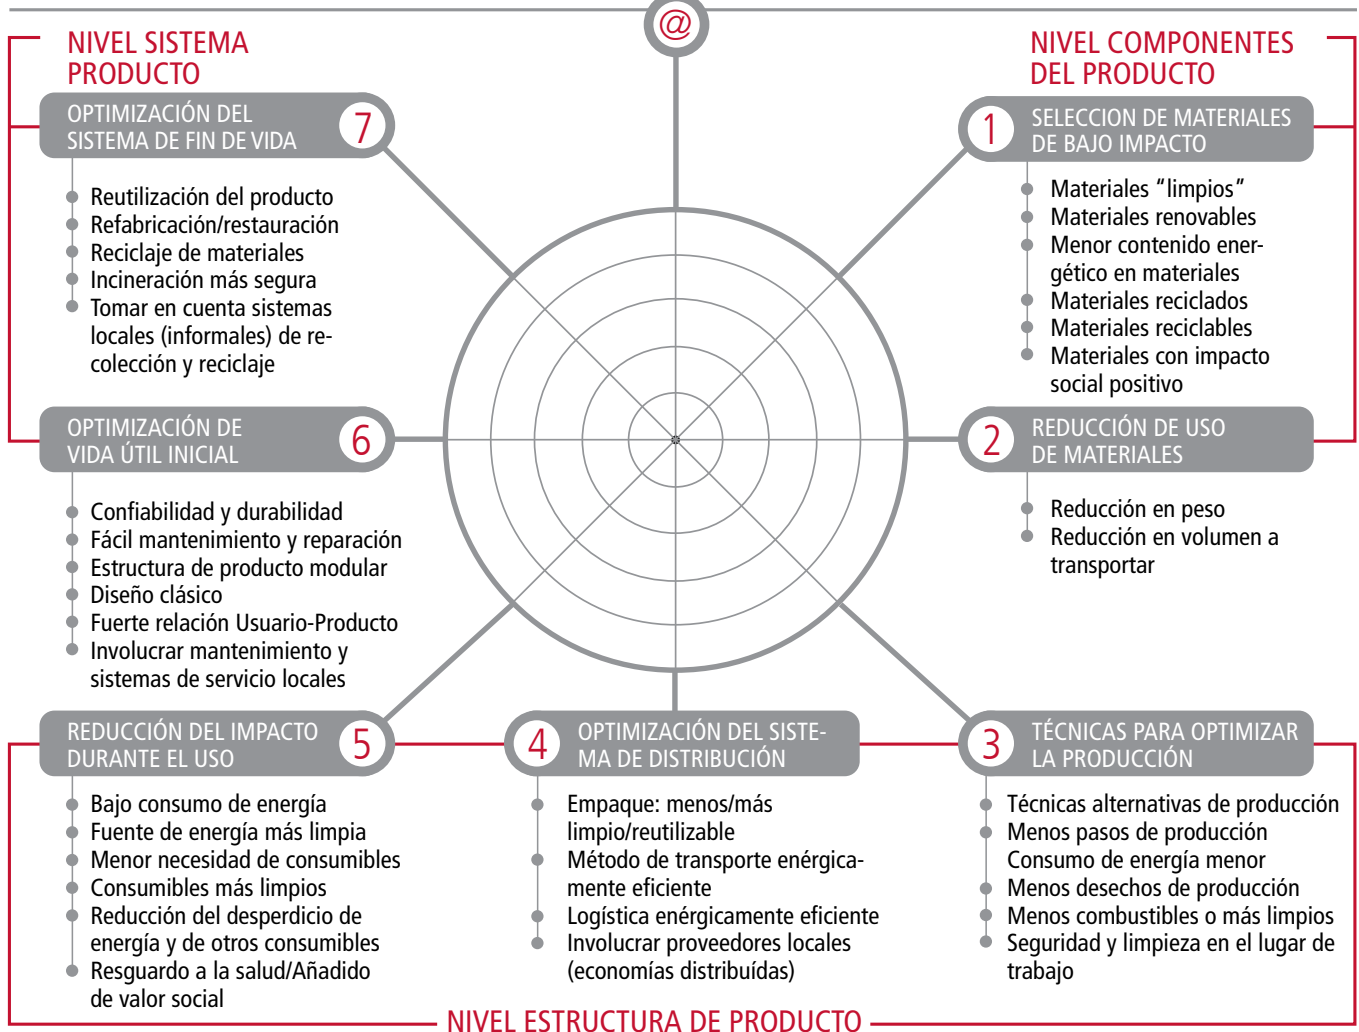 @
NIVEL SISTEMA
PRODUCTO
7
OPTIMIZACIÓN DEL
SISTEMA DE FIN DE VIDA
Reutilización del producto
Refabricación/restauración
Reciclaje de materiales
Incineración más segura
Tomar en cuenta sistemas
locales (informales) de re-
colección y reciclaje
6
OPTIMIZACIÓN DE
VIDA ÚTIL INICIAL
Confiabilidad y durabilidad
Fácil mantenimiento y reparación
Estructura de producto modular
Diseño clásico
Fuerte relación Usuario-Producto
Involucrar mantenimiento y
sistemas de servicio locales
NIVEL COMPONENTES
DEL PRODUCTO
1
SELECCION DE MATERIALES
DE BAJO IMPACTO
Materiales “limpios”
Materiales renovables
Menor contenido ener-
gético en materiales
Materiales reciclados
Materiales reciclables
Materiales con impacto
social positivo
2
REDUCCIÓN DE USO
DE MATERIALES
Reducción en peso
Reducción en volumen a
transportar
5
REDUCCIÓN DEL IMPACTO
DURANTE EL USO
Bajo consumo de energía
Fuente de energía más limpia
Menor necesidad de consumibles
Consumibles más limpios
Reducción del desperdicio de
energía y de otros consumibles
Resguardo a la salud/Añadido
de valor social
4
OPTIMIZACIÓN DEL SISTE-
MA DE DISTRIBUCIÓN
Empaque: menos/más
limpio/reutilizable
Método de transporte enérgica-
mente eficiente
Logística enérgicamente eficiente
Involucrar proveedores locales
(economías distribuídas)
3
TÉCNICAS PARA OPTIMIZAR
LA PRODUCCIÓN
Técnicas alternativas de producción
Menos pasos de producción
Consumo de energía menor
Menos desechos de producción
Menos combustibles o más limpios
Seguridad y limpieza en el lugar de
trabajo
NIVEL ESTRUCTURA DE PRODUCTO